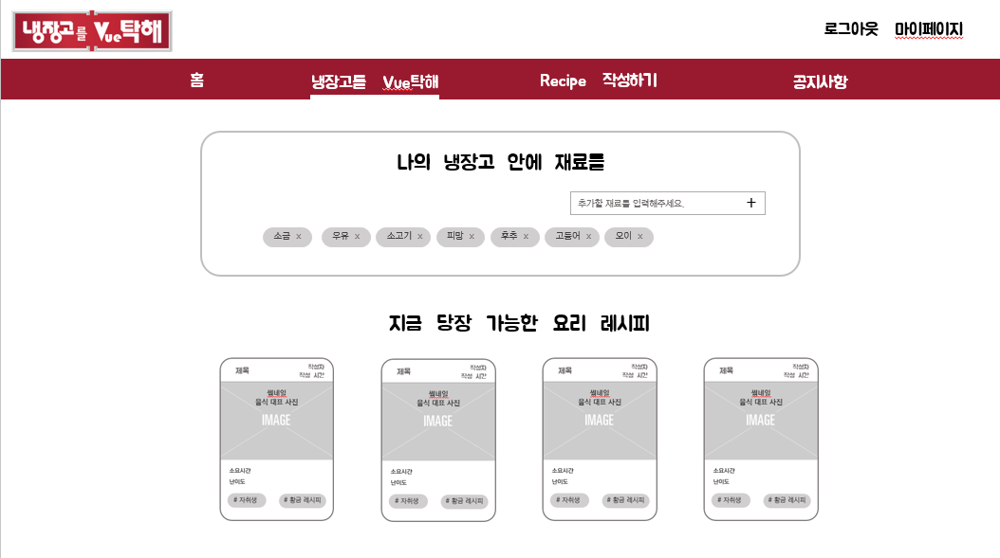 냉장고를 Vue탁해
로그아웃 마이페이지
홈 냉장고를 Vue탁해 Recipe 작성하기 공지사항
나의 냉장고 안에 재료를
추가할 재료를 입력해주세요. +
소금 x 우유 x 소고기 x 피망 x 후추 x 고등어 x 오이 x
지금 당장 가능한 요리 레시피
제목
작성자
작성 시간
썸네일
음식 대표 사진
IMAGE
소요시간
난이도
# 자취생 # 황금 레시피
제목
작성자
작성 시간
썸네일
음식 대표 사진
IMAGE
소요시간
난이도
# 자취생 # 황금 레시피
제목
작성자
작성 시간
썸네일
음식 대표 사진
IMAGE
소요시간
난이도
# 자취생 # 황금 레시피
제목
작성자
작성 시간
썸네일
음식 대표 사진
IMAGE
소요시간
난이도
# 자취생 # 황금 레시피